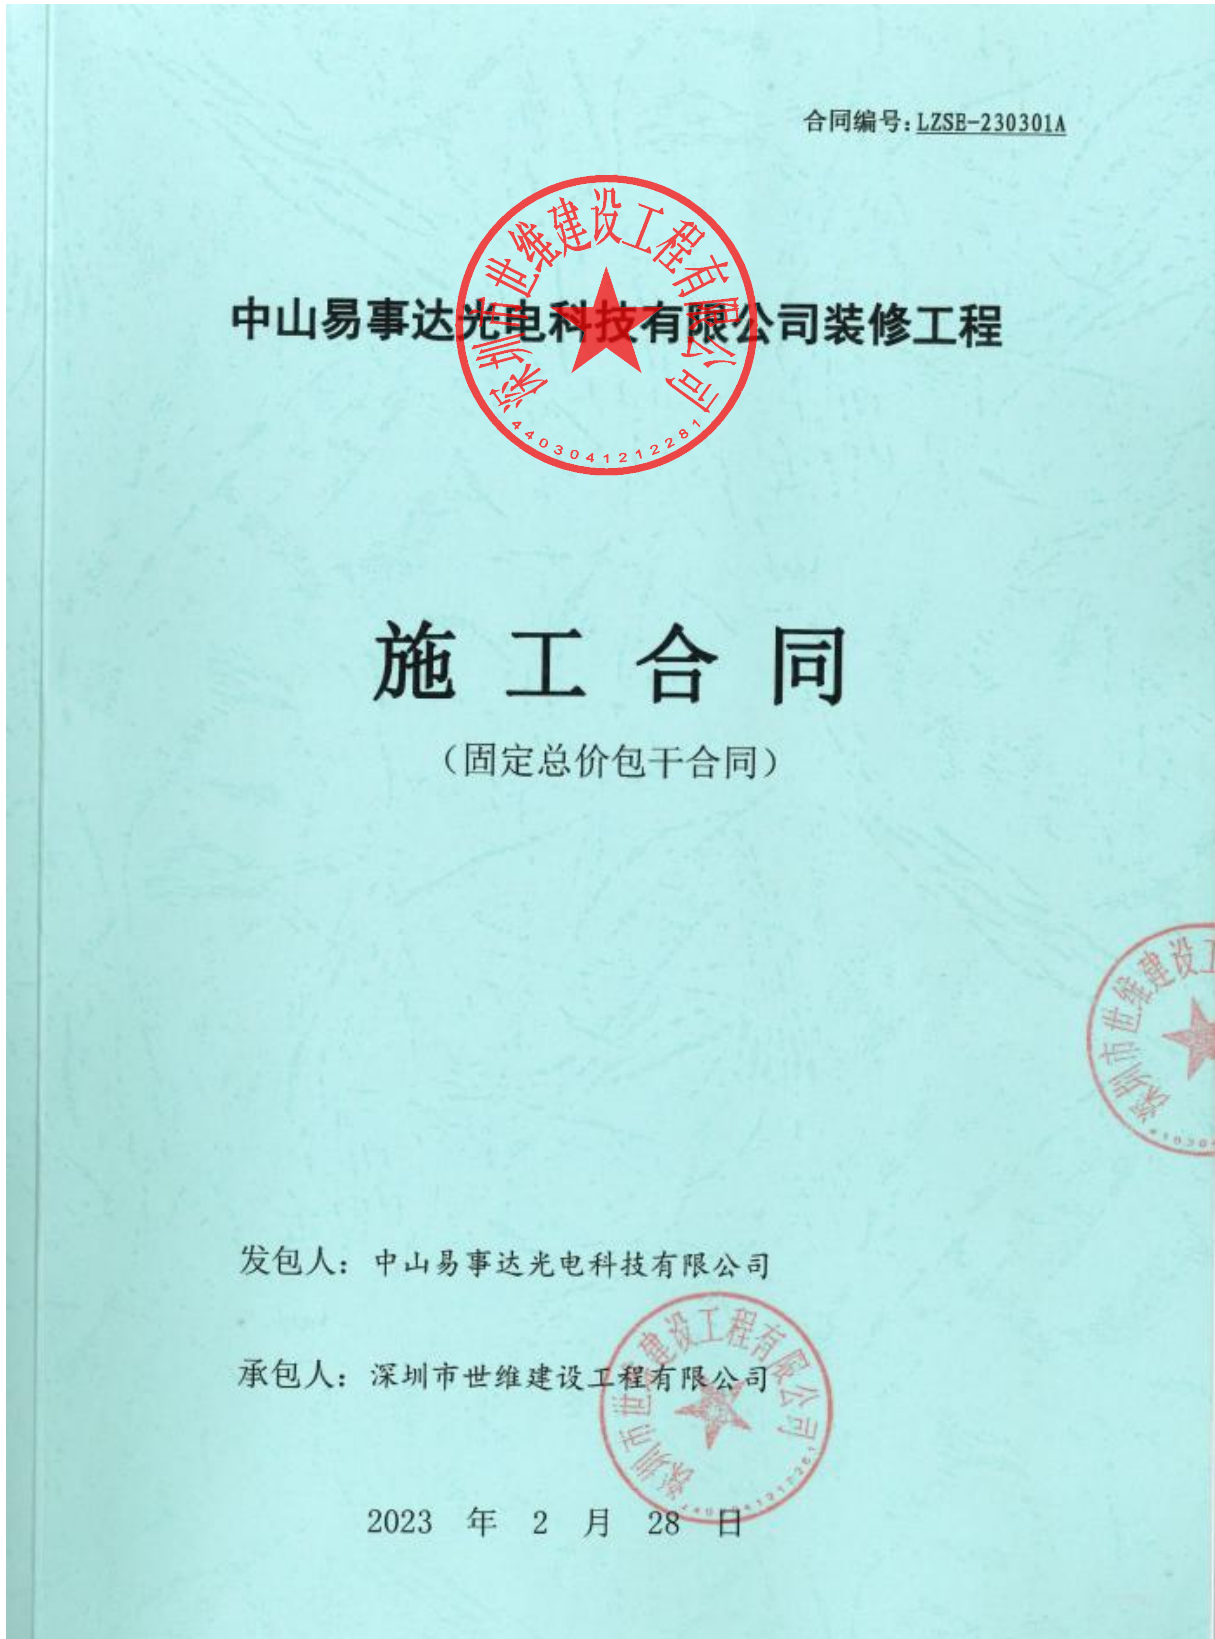 合同编号:LZSE-230301A
深圳市世维建设工程有限公司
中山易事达光电科技有限公司装修工程
4403041212281
施工合同
（固定总价包干合同）
深圳市世维建设工
发包人：中山易事达光电科技有限公司
承包人：深圳市世维建设工程有限公司
深圳市世维建设工程有限公司
2023 年 2 月 28 日